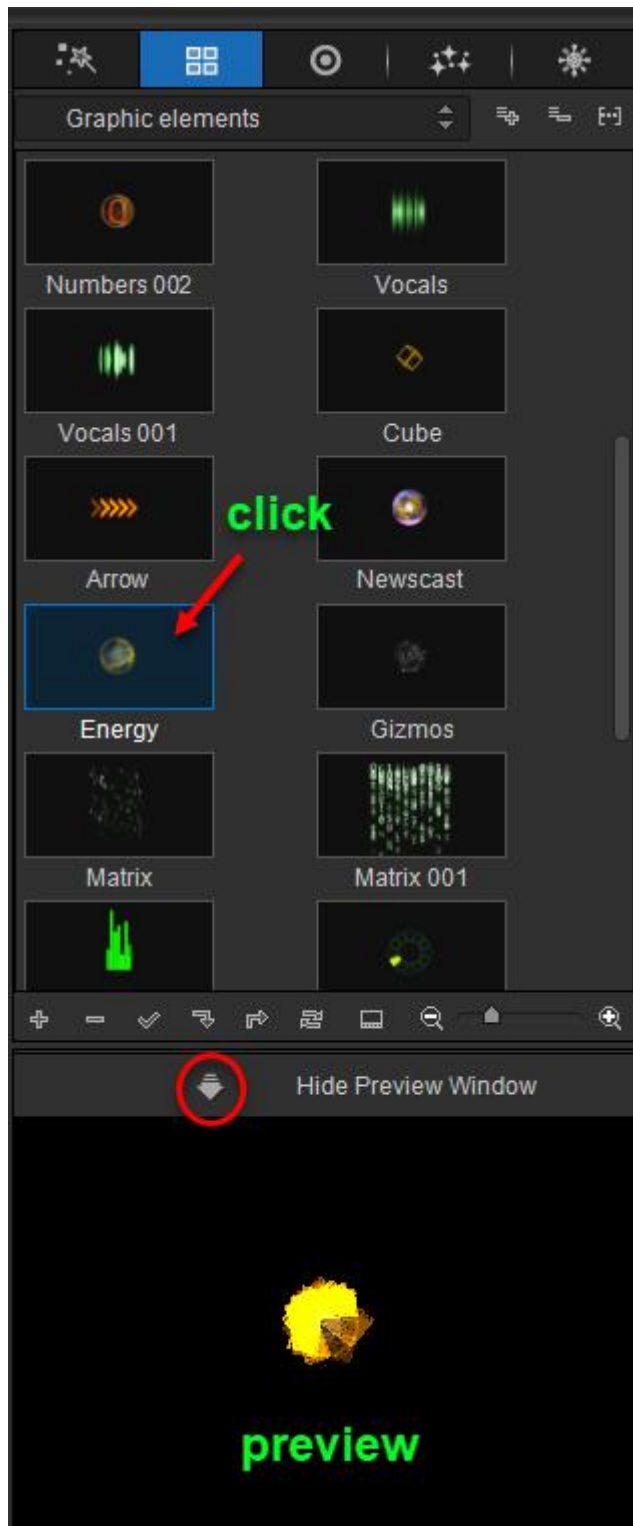 Graphic elements
Numbers 002
Vocals
Vocals 001
Cube
click
Arrow
Newscast
Energy
Gizmos
Matrix
Matrix 001
Hide Preview Window
preview